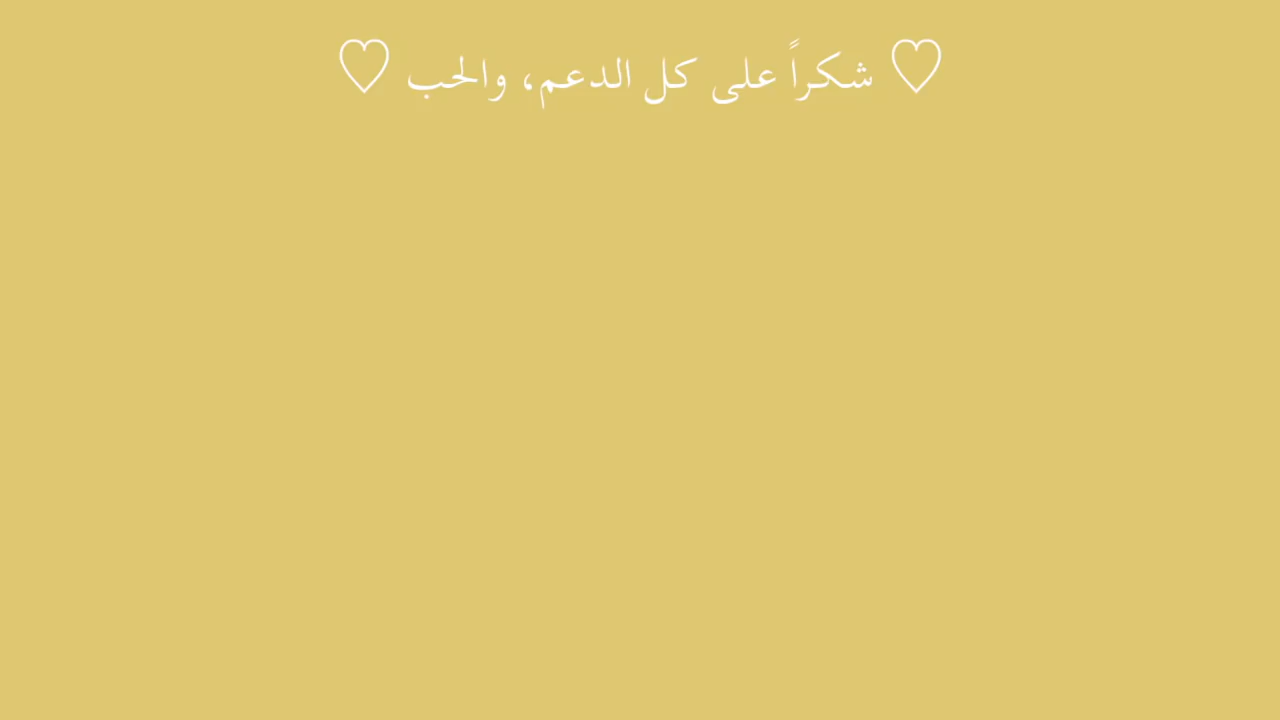 ♡ شكراً على كل الدعم، والحب ♡